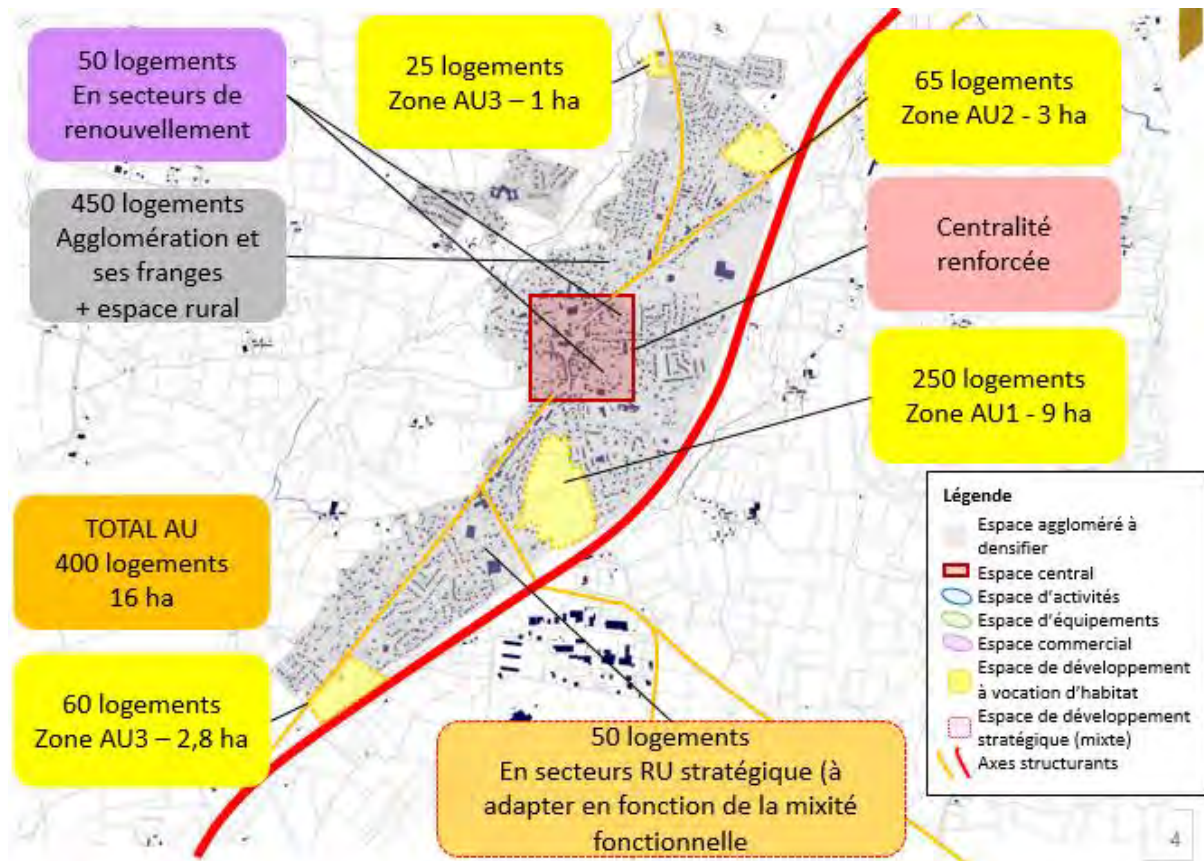 50 logements
En secteurs de
renouvellement
25 logements
Zone AU3 – 1 ha
65 logements
Zone AU2 - 3 ha
450 logements
Agglomération et
ses franges
+ espace rural
Centralité
renforcée
250 logements
Zone AU1 - 9 ha
TOTAL AU
400 logements
16 ha
60 logements
Zone AU3 – 2,8 ha
50 logements
En secteurs RU stratégique (à
adapter en fonction de la mixité
fonctionnelle
Légende
Espace aggloméré à
densifier
Espace central
Espace d'activités
Espace d'équipements
Espace commercial
Espace de développement
à vocation d'habitat
Espace de développement
stratégique (mixte)
Axes structurants
4